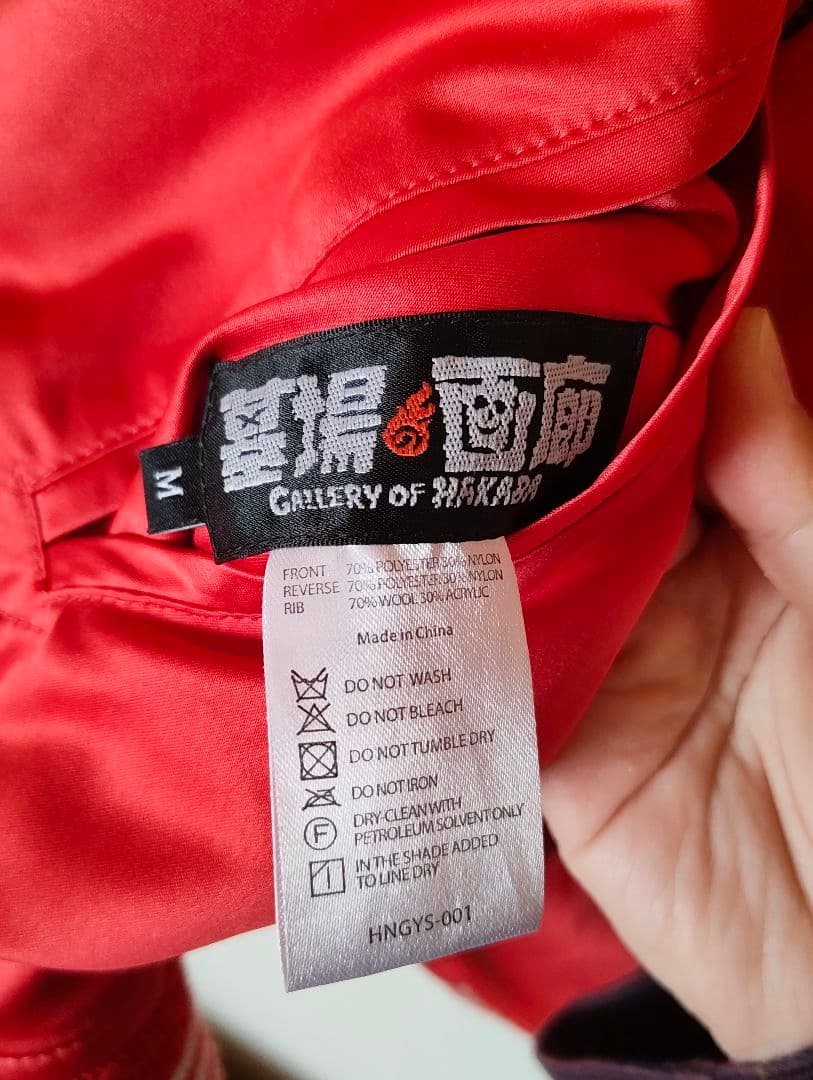 墓場画廊
GALLERY OF HAKABA
M
FRONT 70% POLYESTER 30% NYLON
REVERSE 70% POLYESTER 30% NYLON
RIB 70% WOOL 30% ACRYLIC
Made in China
DO NOT WASH
DO NOT BLEACH
DO NOT TUMBLE DRY
DO NOT IRON
F
DRY-CLEAN WITH
PETROLEUM SOLVENT ONLY
IN THE SHADE ADDED
TO LINE DRY
HNGYS-001